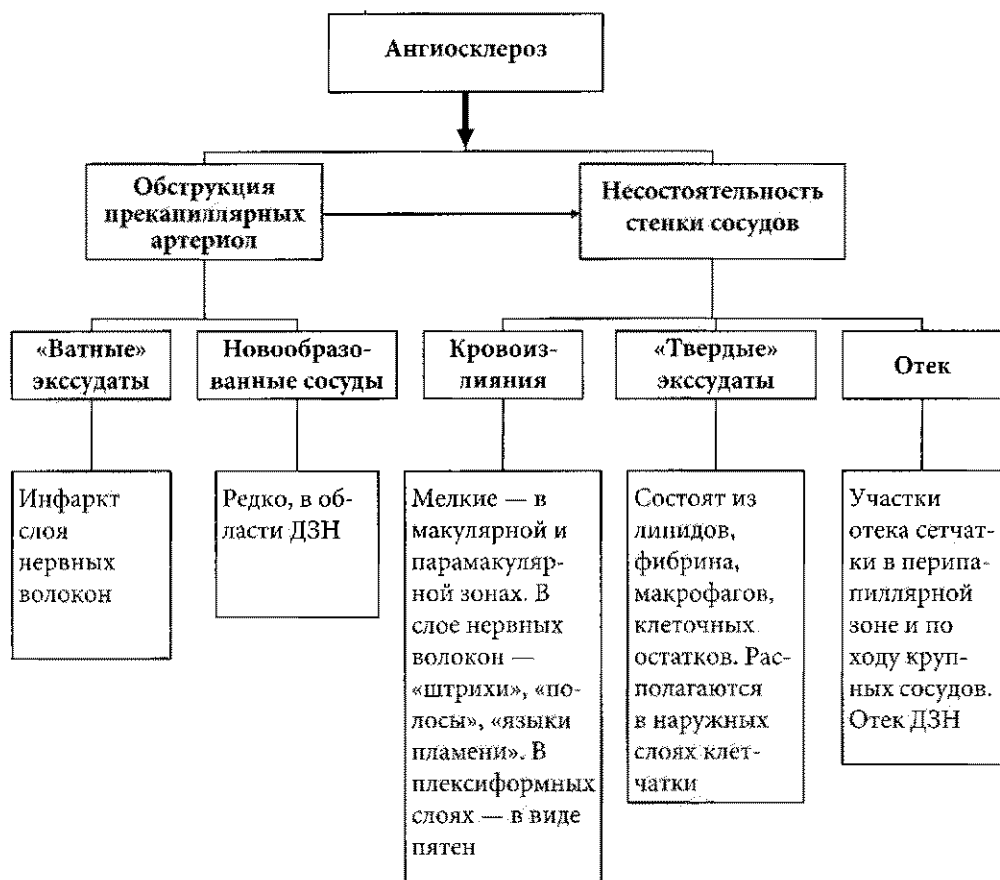 Ангиосклероз
Обструкция
прекапиллярных
артериол
Несостоятельность
стенки сосудов
«Ватные»
экссудаты
Новообразо-
ванные сосуды
Кровоиз-
лияния
«Твердые»
экссудаты
Отек
Инфаркт
слоя
нервных
волокон
Редко, в об-
ласти ДЗН
Мелкие — в
макулярной и
парамакуляр-
ной зонах. В
слое нервных
волокон —
«штрихи», «по-
лосы», «языки
пламени». В
плексиформных
слоях — в виде
пятен
Состоят из
липидов,
фибрина,
макрофагов,
клеточных
остатков. Рас-
полагаются
в наружных
слоях клет-
чатки
Участки
отека сетчат-
ки в перипа-
пиллярной
зоне и по
ходу круп-
ных сосудов.
Отек ДЗН